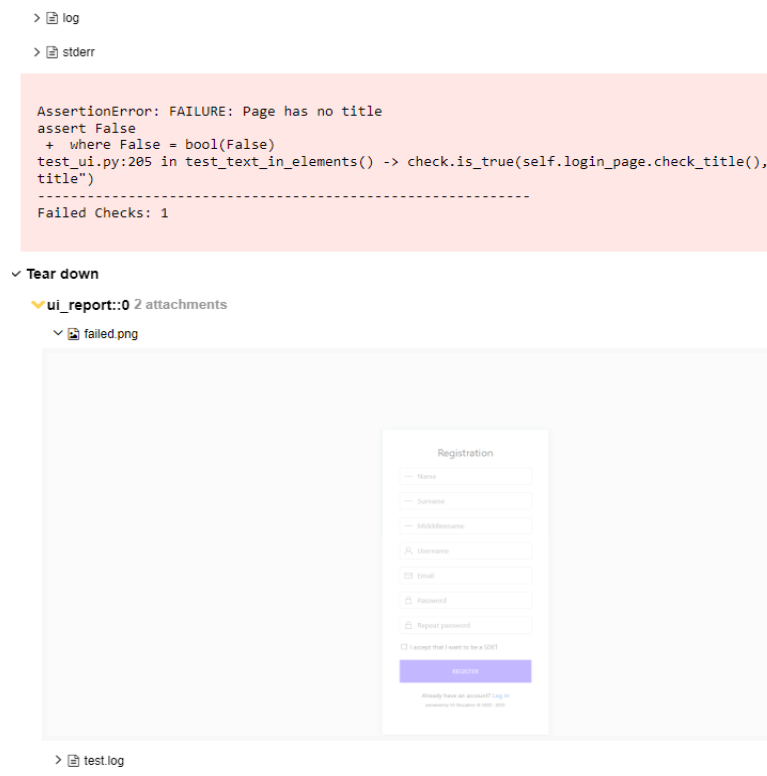 log
stderr
AssertionError: FAILURE: Page has no title
assert False
+ where False = bool(False)
test_ui.py:205 in test_text_in_elements() -> check.is_true(self.login_page.check_title(),
title")
------------------------------------------------------------
Failed Checks: 1
Tear down
ui_report::0 2 attachments
failed.png
Registration
Name
Surname
Middlename
Username
Email
Password
Repeat password
I accept that I want to be a SDET
REGISTER
Already have an account? Log in
test.log